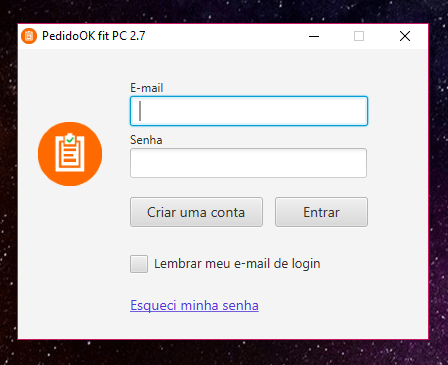 PedidoOK fit PC 2.7
E-mail
Senha
Criar uma conta
Entrar
Lembrar meu e-mail de login
Esqueci minha senha